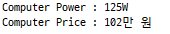 Computer Power : 125W
Computer Price : 102만 원